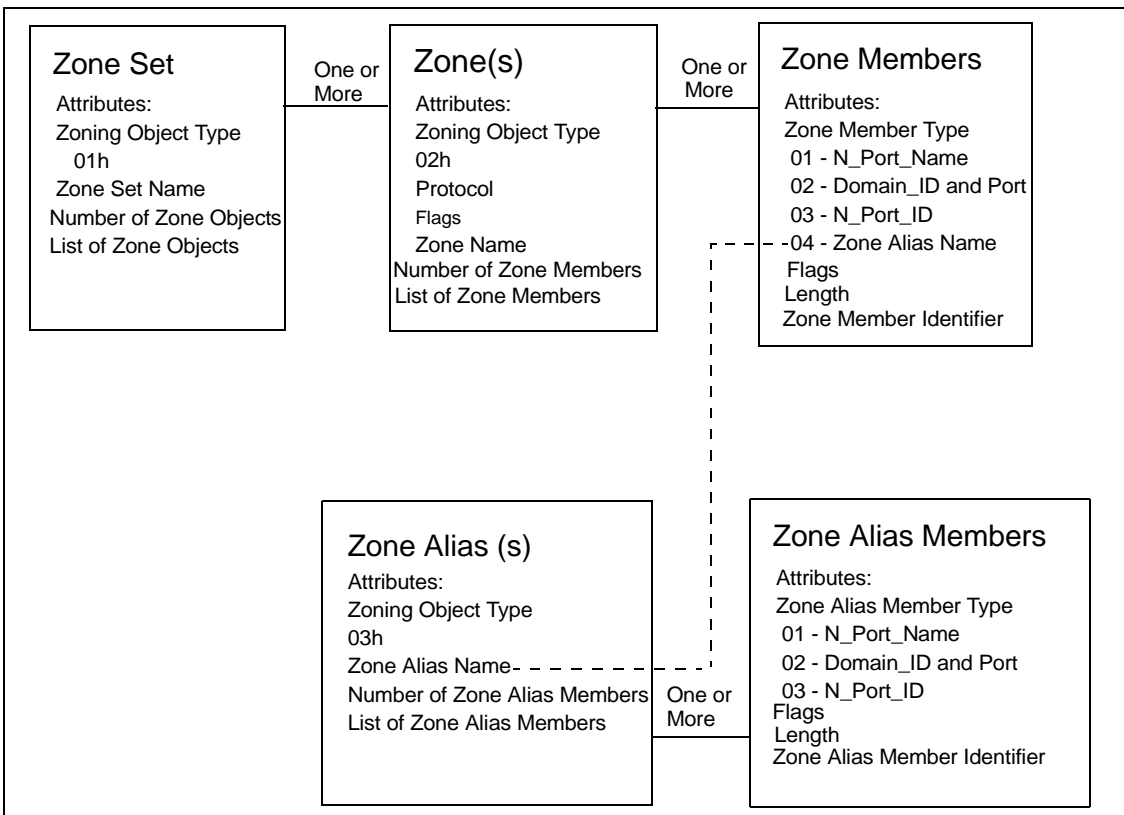 Zone Set
Attributes:
Zoning Object Type
01h
Zone Set Name
Number of Zone Objects
List of Zone Objects
One or
More
Zone(s)
Attributes:
Zoning Object Type
02h
Protocol
Flags
Zone Name
Number of Zone Members
List of Zone Members
One or
More
Zone Members
Attributes:
Zone Member Type
01 - N_Port_Name
02 - Domain_ID and Port
03 - N_Port_ID
04 - Zone Alias Name
Flags
Length
Zone Member Identifier
Zone Alias (s)
Attributes:
Zoning Object Type
03h
Zone Alias Name
Number of Zone Alias Members
List of Zone Alias Members
One or
More
Zone Alias Members
Attributes:
Zone Alias Member Type
01 - N_Port_Name
02 - Domain_ID and Port
03 - N_Port_ID
Flags
Length
Zone Alias Member Identifier